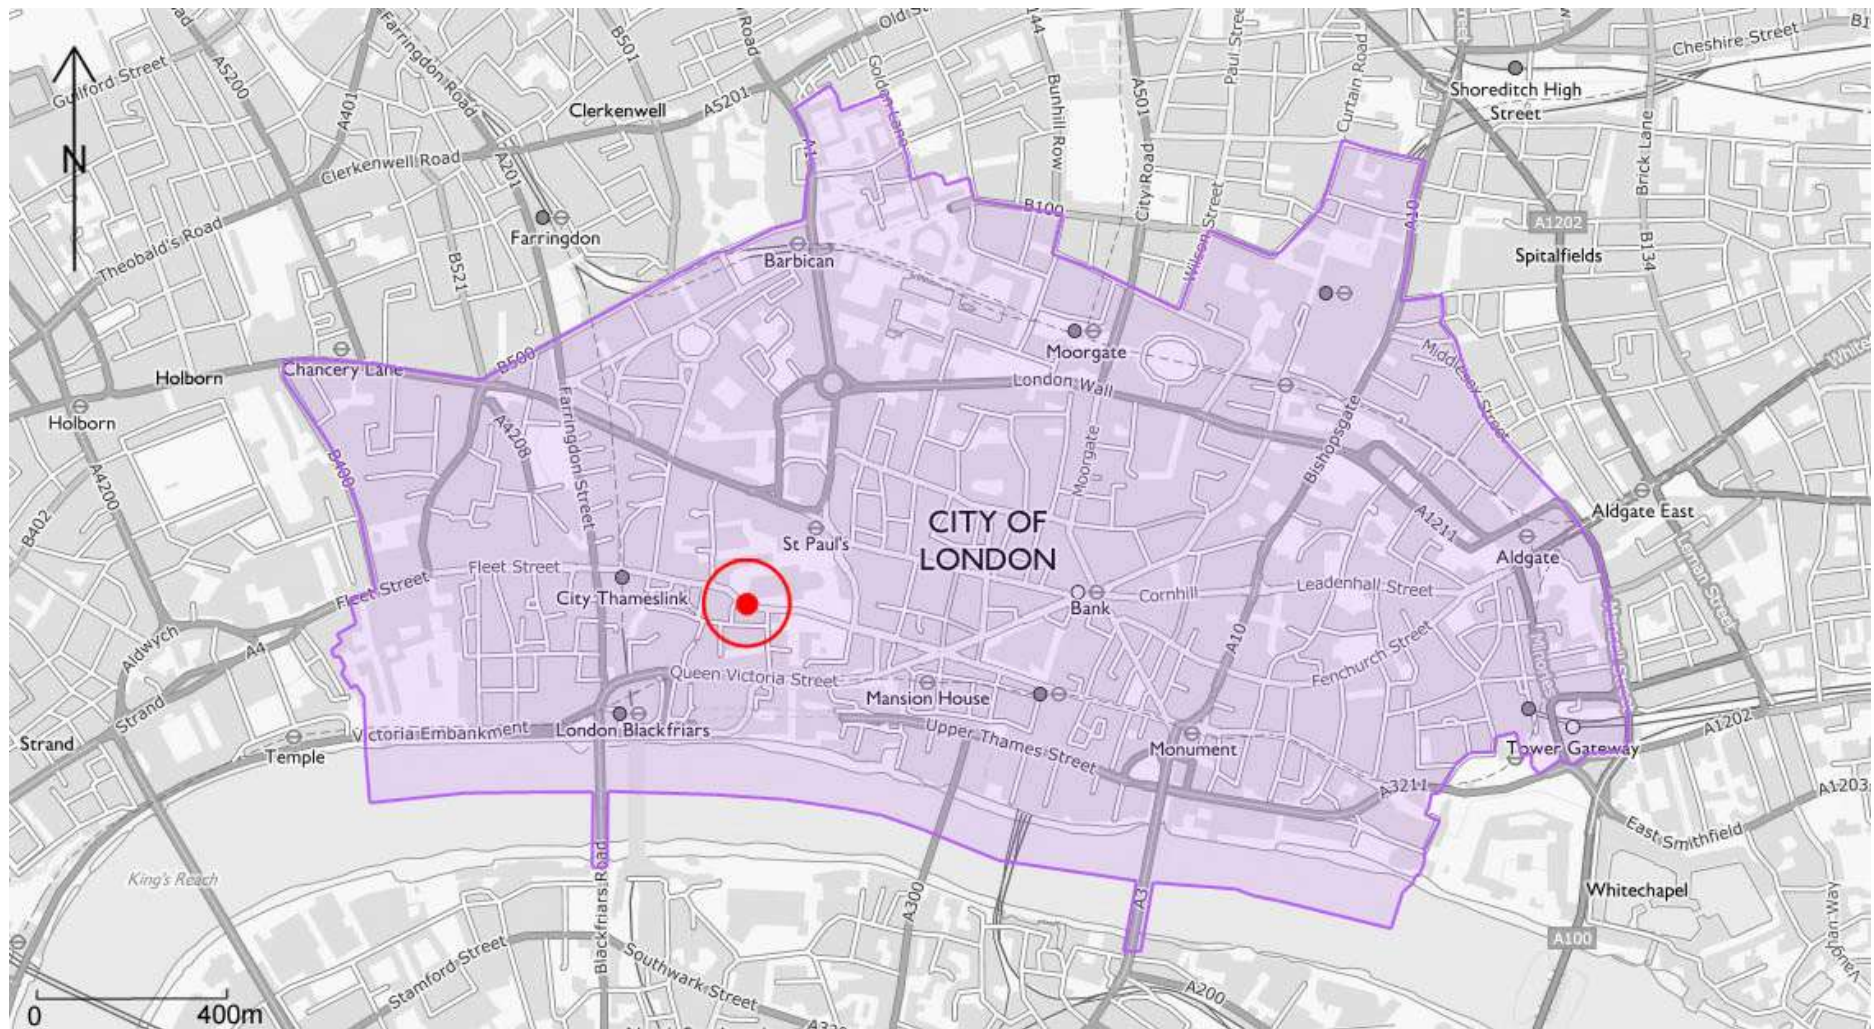 Guilford Street
A5200
A401
Farringdon Road
B501
Clerkenwell
A5201
Golden Lane
Bunhill Row
A501
Curtain Road
Cheshire Street
Shoreditch High
Street
N
Clerkenwell Road
A201
A1
City Road
Brick Lane
Theobald's Road
Farringdon
B100
Wilson Street
A10
A1202
B134
Spitalfields
Barbican
B521
Moorgate
Middlesex Street
Chancery Lane
B500
Holborn
London Wall
Holborn
Farringdon Street
A4208
B400
A4200
B402
Moorgate
Bishopsgate
St Paul's
CITY OF
LONDON
A1211
Aldgate East
Aldgate
Leman Street
Fleet Street
Fleet Street
City Thameslink
Bank
Cornhill
Leadenhall Street
Aldwych
A4
A10
Fenchurch Street
Minories
Queen Victoria Street
Mansion House
Strand
Strand
Temple
Victoria Embankment
London Blackfriars
Upper Thames Street
Monument
Tower Gateway
A1202
A3211
A1203
East Smithfield
King's Reach
Blackfriars Road
A300
A3
Whitechapel
A100
Stamford Street
Southwark Street
A200
0
400m